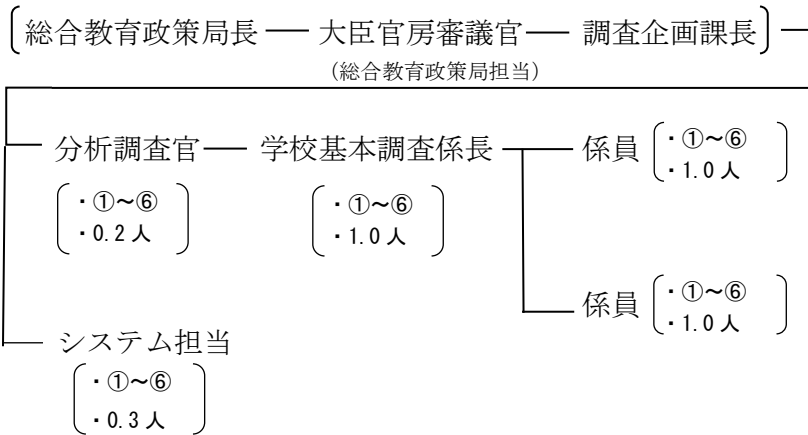 総合教育政策局長 ― 大臣官房審議官 ― 調査企画課長
（総合教育政策局担当）
分析調査官 ― 学校基本調査係長 ― 係員
・①～⑥
・1.0人
・①～⑥
・0.2人
・①～⑥
・1.0人
係員
・①～⑥
・1.0人
システム担当
・①～⑥
・0.3人